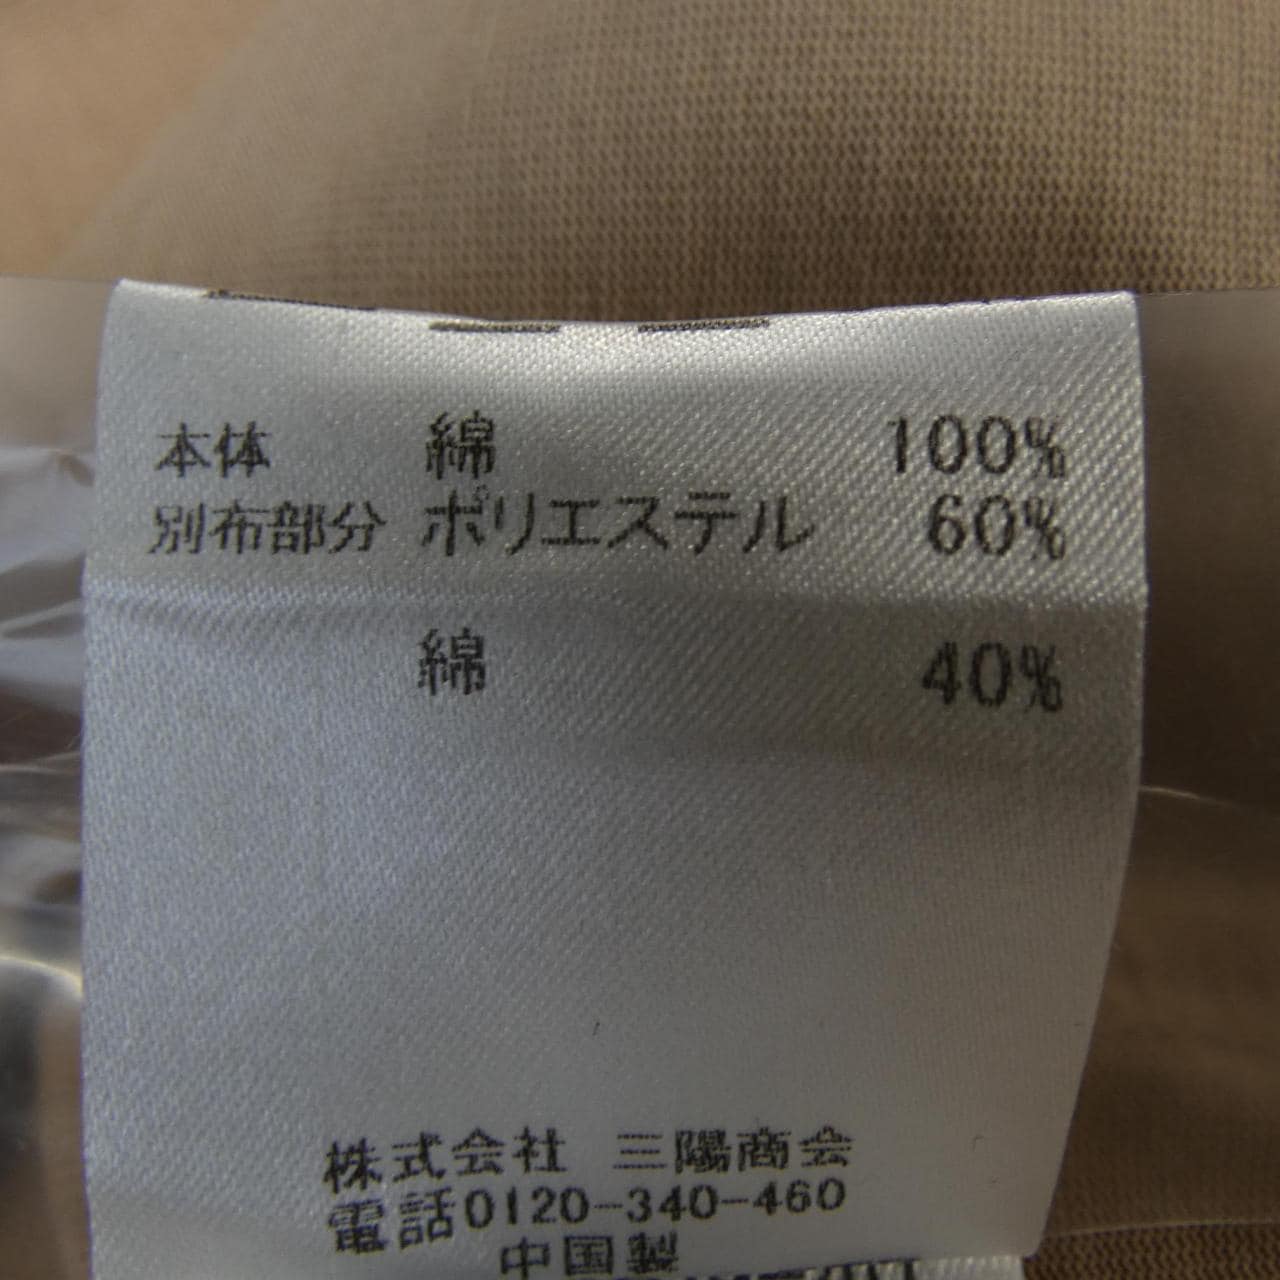 本体 綿 100%
別布部分 ポリエステル 60%
綿 40%
株式会社 三陽商会
電話0120-340-460
中国製